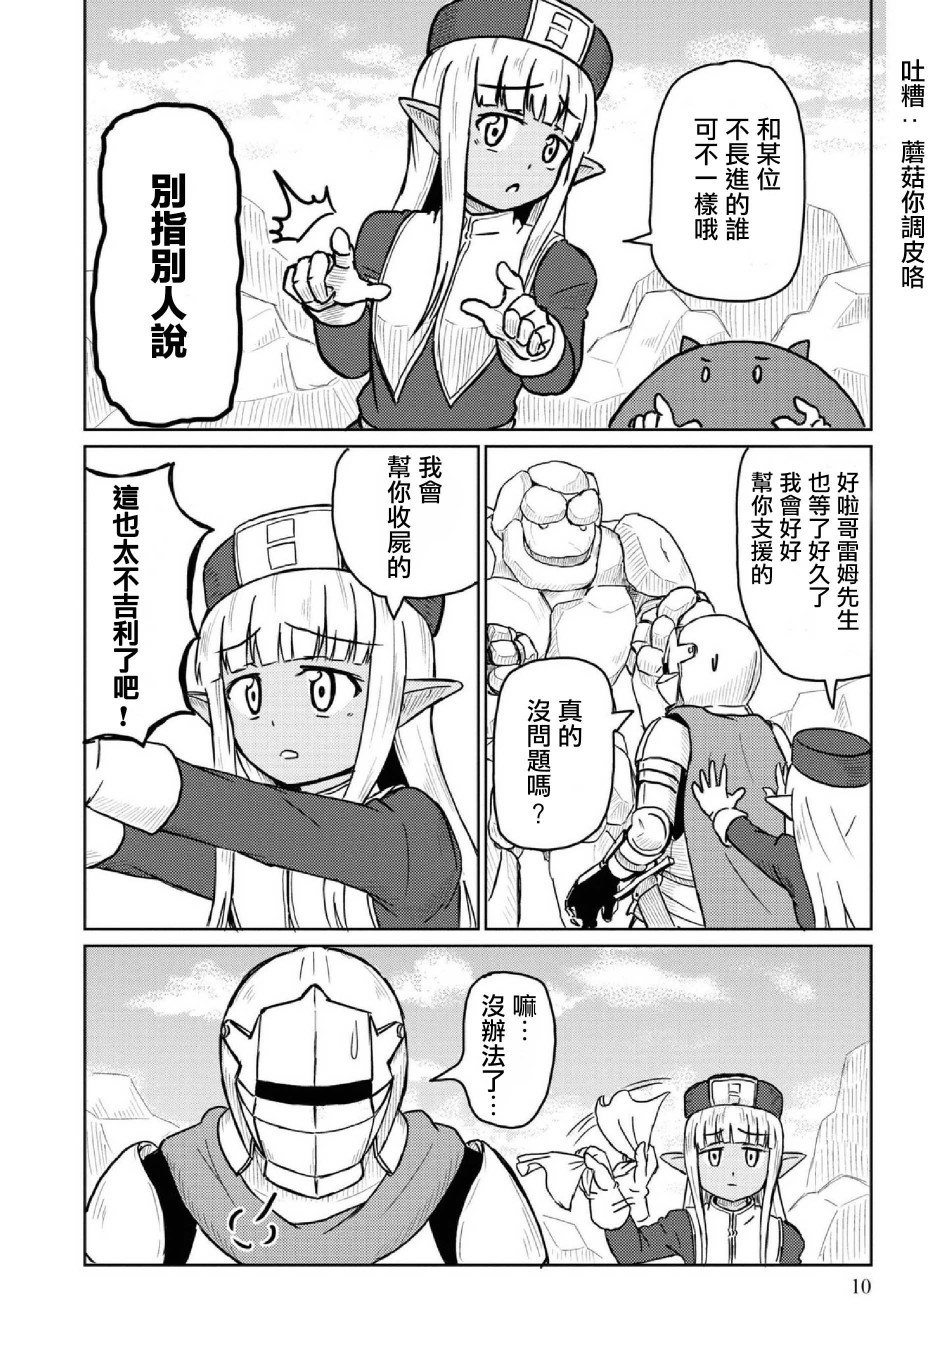 吐糟：蘑菇你調皮咯
和某位
不長進的誰
可不一樣哦
別指別人說
好啦哥雷姆先生
也等了好久了
我會好好
幫你支援的
真的
沒問題嗎？
我會
幫你收屍的
這也太不吉利了吧！
嘛…
沒辦法了…
10